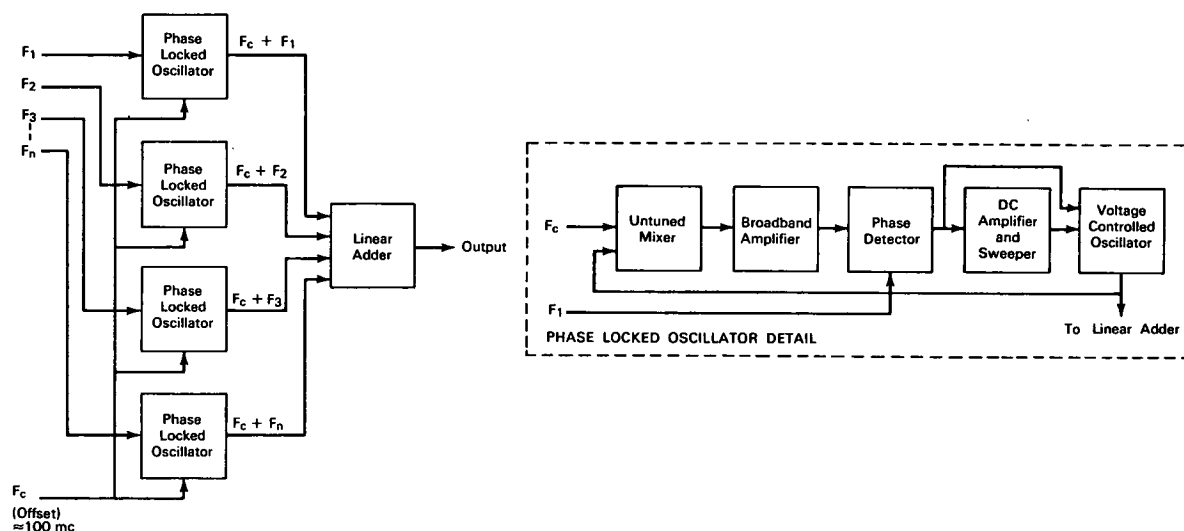 F1
F2
F3
Fn
Fc
(Offset)
≈100 mc
Phase
Locked
Oscillator
Fc + F1
Phase
Locked
Oscillator
Fc + F2
Phase
Locked
Oscillator
Fc + F3
Phase
Locked
Oscillator
Fc + Fn
Linear
Adder
Output
Fc
Untuned
Mixer
Broadband
Amplifier
Phase
Detector
DC
Amplifier
and
Sweeper
Voltage
Controlled
Oscillator
F1
PHASE LOCKED OSCILLATOR DETAIL
To Linear Adder